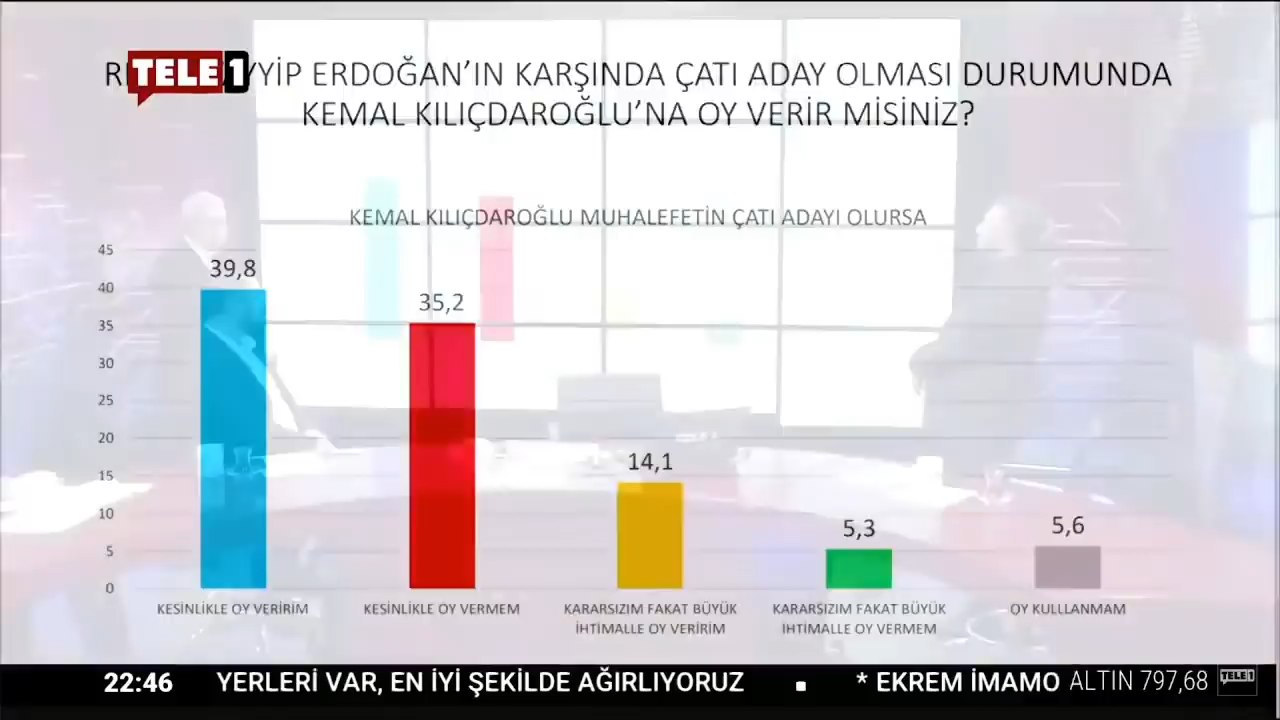 TELE1
YYİP ERDOĞAN'IN KARŞINDA ÇATI ADAY OLMASI DURUMUNDA
KEMAL KILIÇDAROĞLU'NA OY VERİR MİSİNİZ?
KEMAL KILIÇDAROĞLU MUHALEFETİN ÇATI ADAYI OLURSA
45
40
35
30
25
20
15
10
5
0
39,8
35,2
14,1
5,3
5,6
KESİNLİKLE OY VERİRİM
KESİNLİKLE OY VERMEM
KARARSIZIM FAKAT BÜYÜK
İHTİMALLE OY VERİRİM
KARARSIZIM FAKAT BÜYÜK
İHTİMALLE OY VERMEM
OY KULLLANMAM
22:46 YERLERİ VAR, EN İYİ ŞEKİLDE AĞIRLIYORUZ ▪ * EKREM İMAMO ALTIN 797,68 TELE1